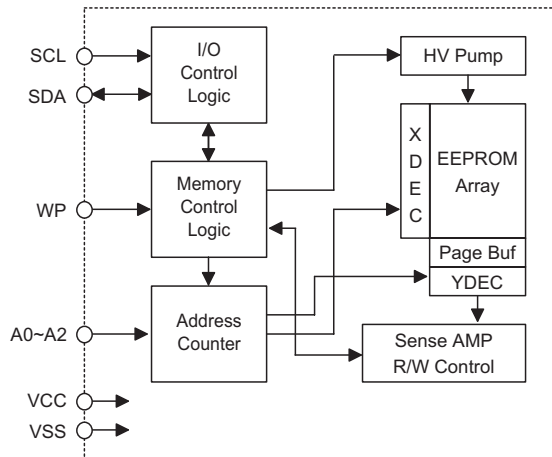 SCL
SDA
I/O
Control
Logic
HV Pump
X
D
E
C
EEPROM
Array
WP
Memory
Control
Logic
Page Buf
YDEC
A0~A2
Address
Counter
Sense AMP
R/W Control
VCC
VSS